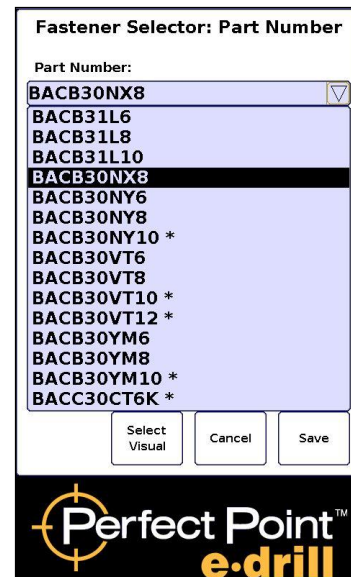 Fastener Selector: Part Number
Part Number:
BACB30NX8
BACB31L6
BACB31L8
BACB31L10
BACB30NX8
BACB30NY6
BACB30NY8
BACB30NY10 *
BACB30VT6
BACB30VT8
BACB30VT10 *
BACB30VT12 *
BACB30YM6
BACB30YM8
BACB30YM10 *
BACC30CT6K *
Select
Visual
Cancel
Save
Perfect Point™
e•drill